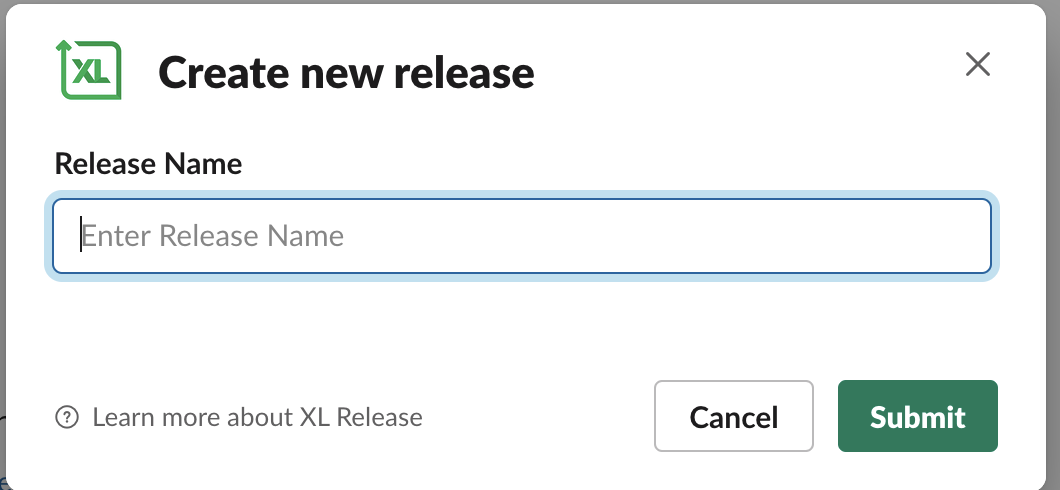 XL
Create new release
Release Name
Enter Release Name
Learn more about XL Release
Cancel
Submit